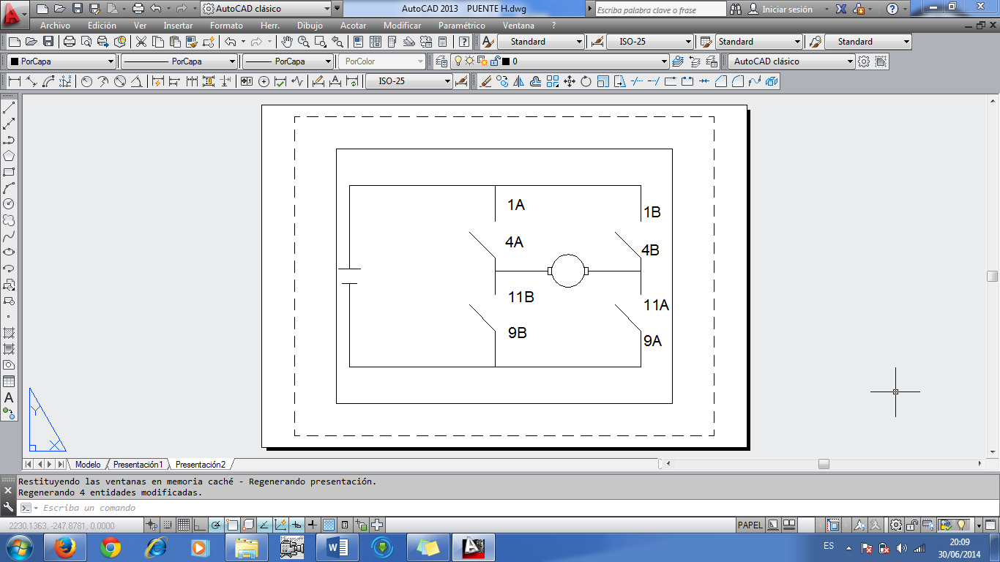 AutoCAD clásico
AutoCAD 2013 PUENTE H.dwg
Escriba palabra clave o frase
Iniciar sesión
?
Archivo Edición Ver Insertar Formato Herr. Dibujo Acotar Modificar Paramétrico Ventana ?
Standard ISO-25 Standard Standard
PorCapa PorCapa PorCapa PorColor 0 AutoCAD clásico
ISO-25
A
1A
1B
4A
4B
11B
11A
9B
9A
Y
X
Modelo Presentación1 Presentación2
Restituyendo las ventanas en memoria caché - Regenerando presentación.
Regenerando 4 entidades modificadas.
Escriba un comando
2230.1363, -247.8781, 0.0000
PAPEL
Microsoft
W
ES
20:09
30/06/2014